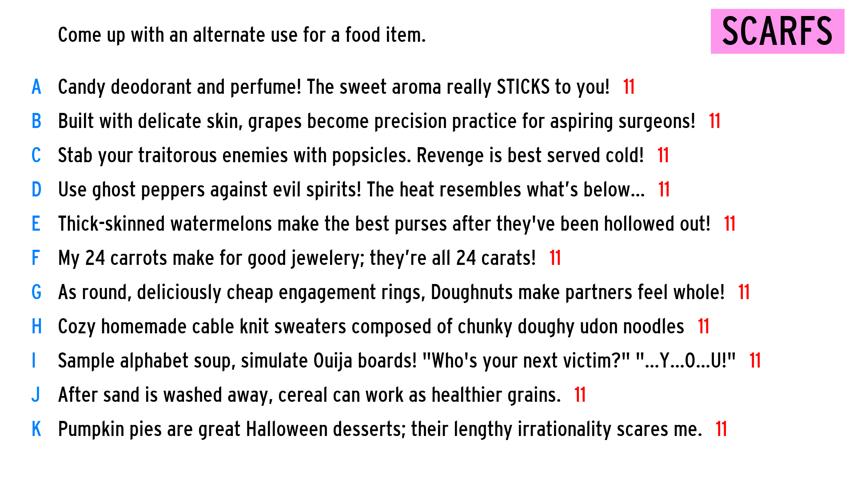 Come up with an alternate use for a food item.
SCARFS
A Candy deodorant and perfume! The sweet aroma really STICKS to you! 11
B Built with delicate skin, grapes become precision practice for aspiring surgeons! 11
C Stab your traitorous enemies with popsicles. Revenge is best served cold! 11
D Use ghost peppers against evil spirits! The heat resembles what's below... 11
E Thick-skinned watermelons make the best purses after they've been hollowed out! 11
F My 24 carrots make for good jewelery; they're all 24 carats! 11
G As round, deliciously cheap engagement rings, Doughnuts make partners feel whole! 11
H Cozy homemade cable knit sweaters composed of chunky doughy udon noodles 11
I Sample alphabet soup, simulate Ouija boards! "Who's your next victim?" "...Y...O...U!" 11
J After sand is washed away, cereal can work as healthier grains. 11
K Pumpkin pies are great Halloween desserts; their lengthy irrationality scares me. 11